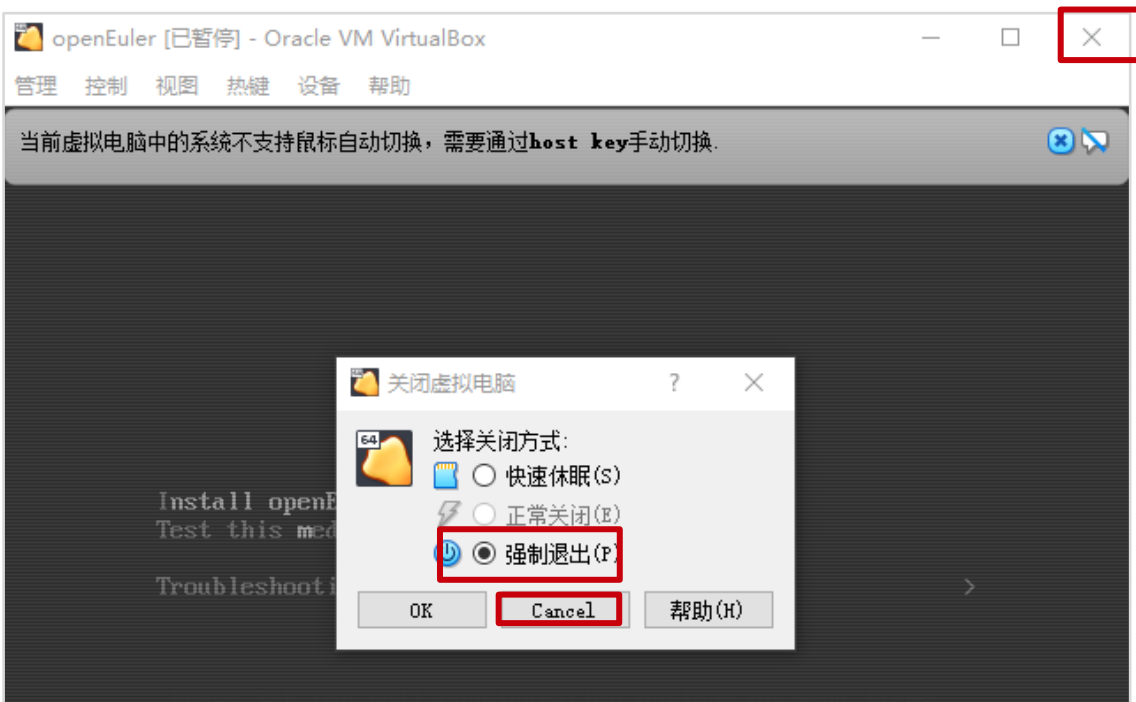 openEuler [已暂停] - Oracle VM VirtualBox
管理 控制 视图 热键 设备 帮助
当前虚拟电脑中的系统不支持鼠标自动切换，需要通过host key手动切换.
关闭虚拟电脑 ?
64
选择关闭方式:
快速休眠(S)
正常关闭(E)
强制退出(P)
OK Cancel 帮助(H)
Install openE
Test this med
Troubleshooti >